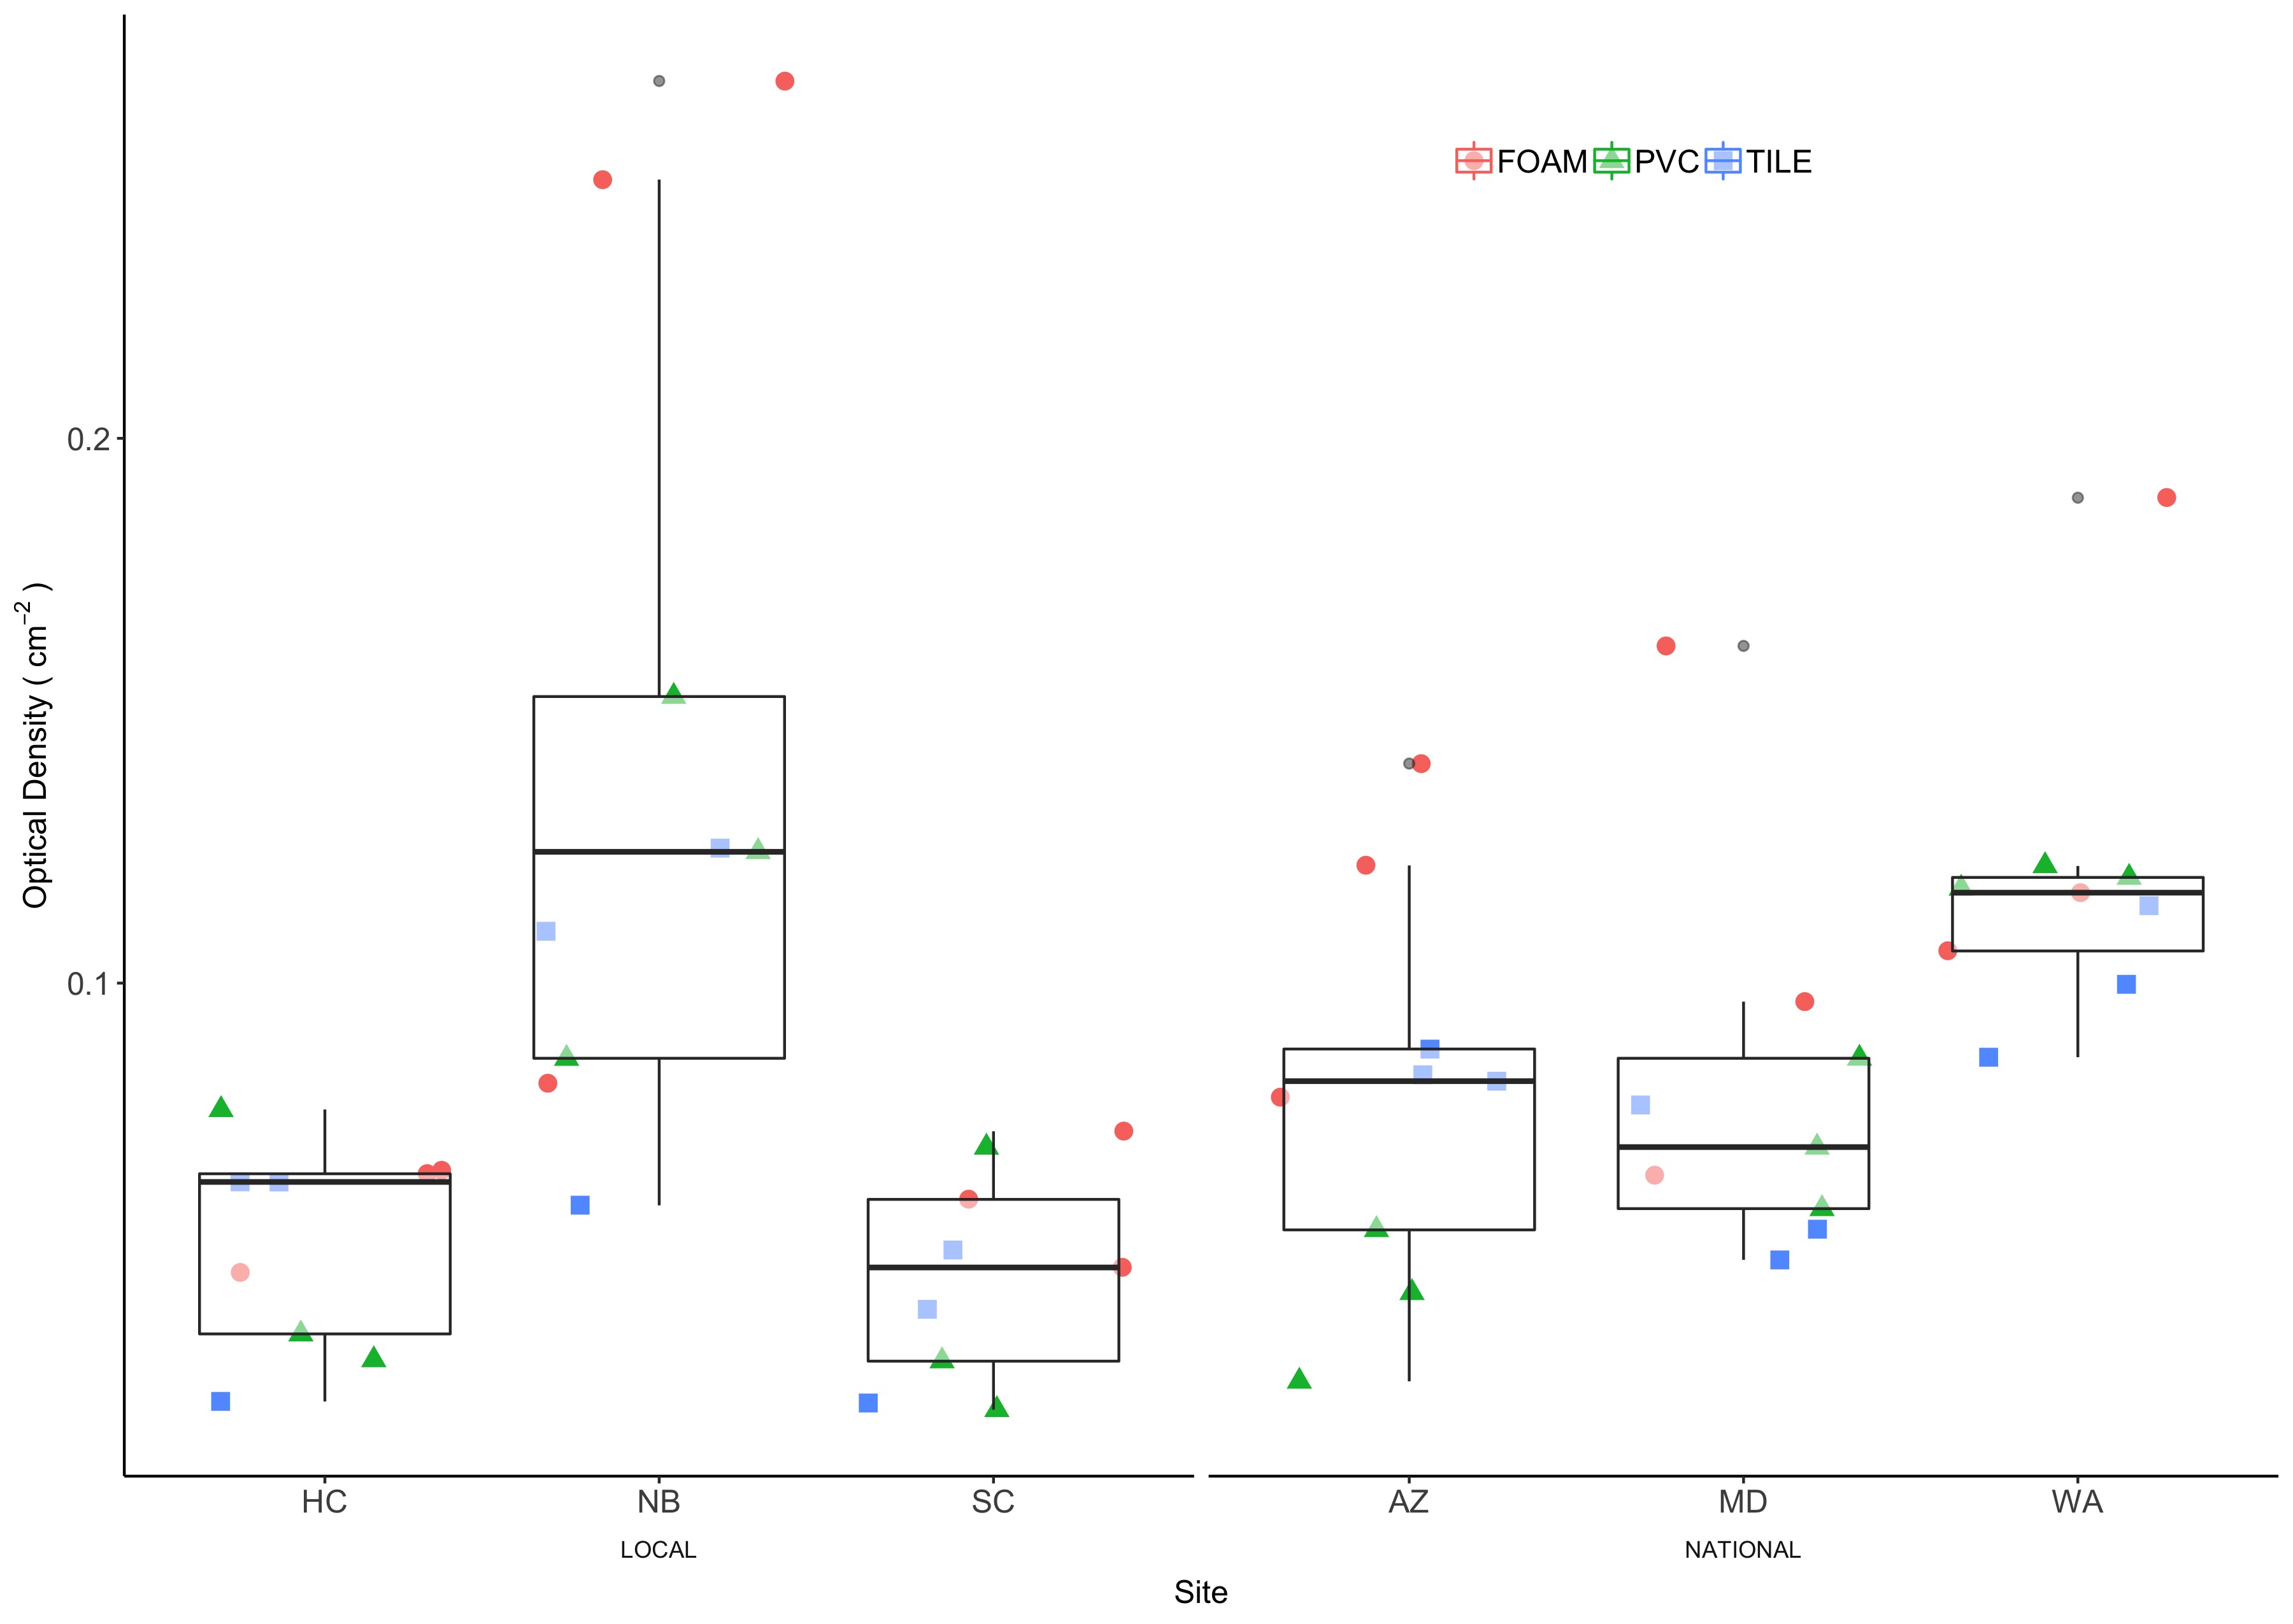 FOAM PVC TILE
Optical Density ( cm−2 )
0.2
0.1
HC NB SC AZ MD WA
LOCAL NATIONAL
Site